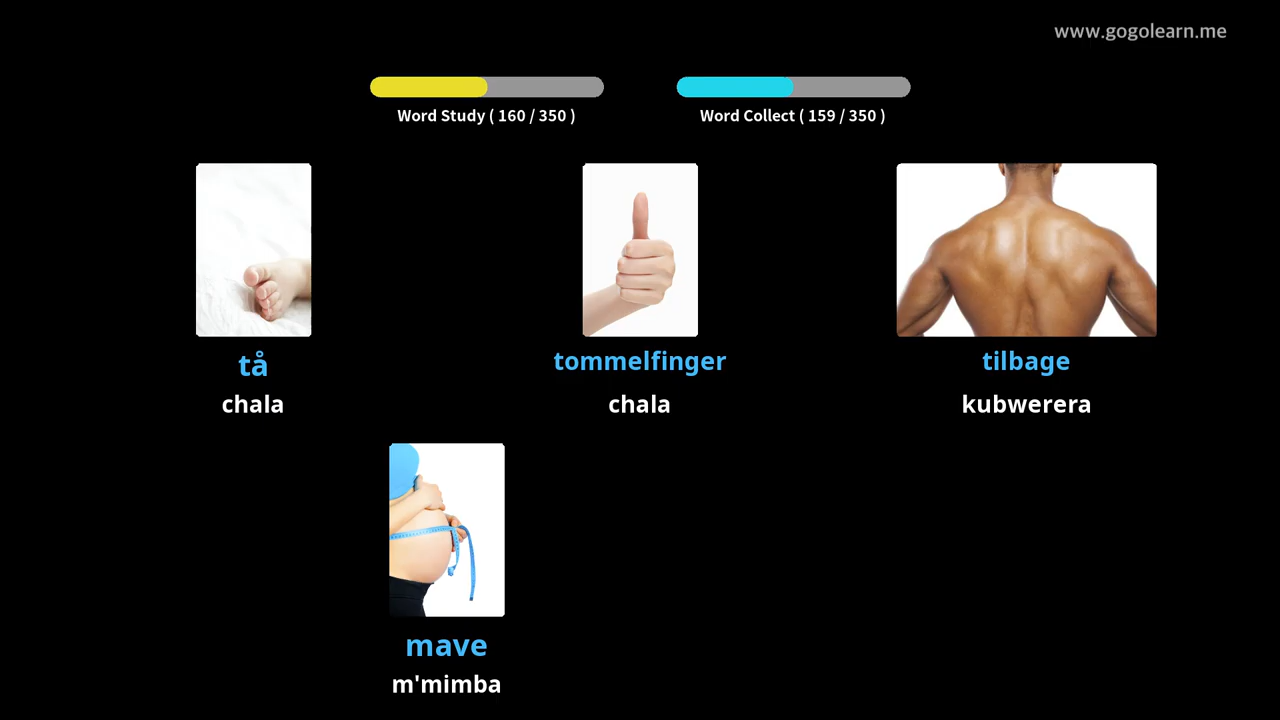 www.gogolearn.me
Word Study ( 160 / 350 )
Word Collect ( 159 / 350 )
tå
chala
tommelfinger
chala
tilbage
kubwerera
mave
m'mimba